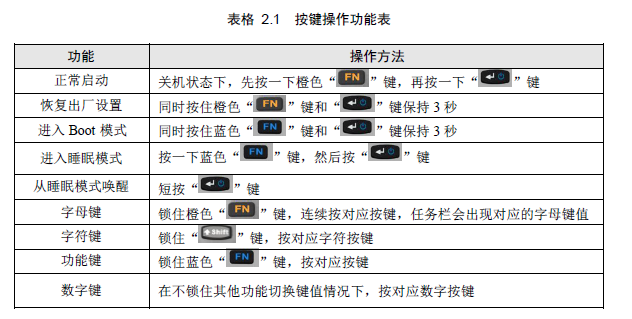 表格 2.1 按键操作功能表
功能 操作方法
正常启动 关机状态下，先按一下橙色“FN”键，再按一下“”键
恢复出厂设置 同时按住橙色“FN”键和“”键保持 3 秒
进入 Boot 模式 同时按住蓝色“FN”键和“”键保持 3 秒
进入睡眠模式 按一下蓝色“FN”键，然后按“”键
从睡眠模式唤醒 短按“”键
字母键 锁住橙色“FN”键，连续按对应按键，任务栏会出现对应的字母键值
字符键 锁住“Shift”键，按对应字符按键
功能键 锁住蓝色“FN”键，按对应按键
数字键 在不锁住其他功能切换键值情况下，按对应数字按键